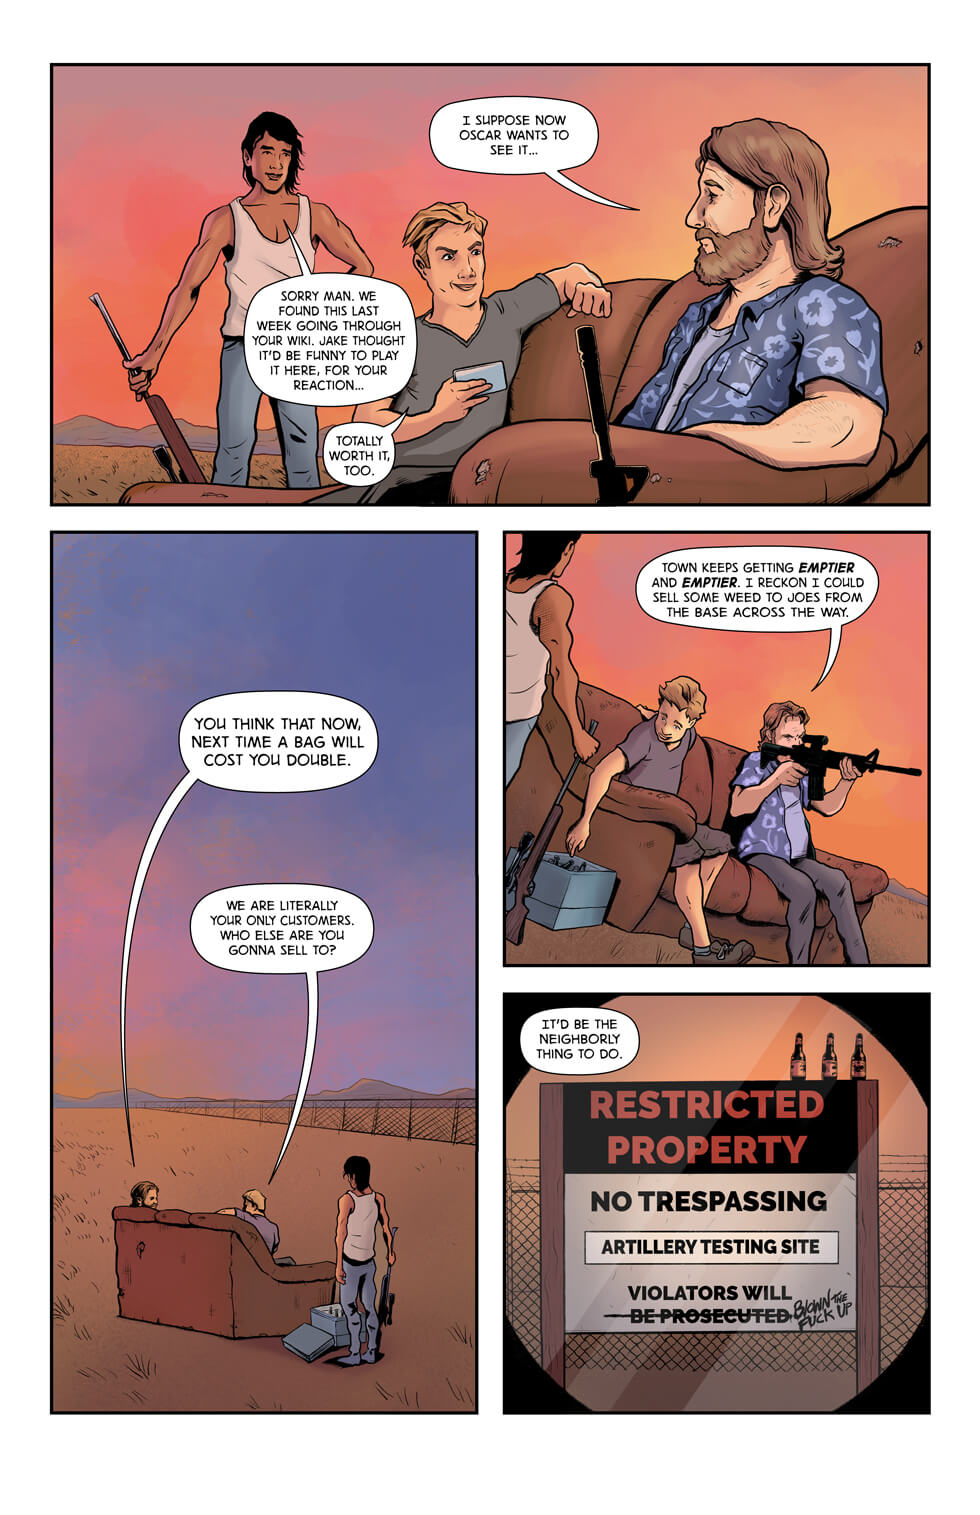 I SUPPOSE NOW
OSCAR WANTS TO
SEE IT...
SORRY MAN. WE
FOUND THIS LAST
WEEK GOING THROUGH
YOUR WIKI. JAKE THOUGHT
IT'D BE FUNNY TO PLAY
IT HERE, FOR YOUR
REACTION...
TOTALLY
WORTH IT,
TOO.
YOU THINK THAT NOW,
NEXT TIME A BAG WILL
COST YOU DOUBLE.
WE ARE LITERALLY
YOUR ONLY CUSTOMERS.
WHO ELSE ARE YOU
GONNA SELL TO?
TOWN KEEPS GETTING EMPTIER
AND EMPTIER. I RECKON I COULD
SELL SOME WEED TO JOES FROM
THE BASE ACROSS THE WAY.
IT'D BE THE
NEIGHBORLY
THING TO DO.
RESTRICTED
PROPERTY
NO TRESPASSING
ARTILLERY TESTING SITE
VIOLATORS WILL
BE PROSECUTED
BLOWN THE
FUCK UP